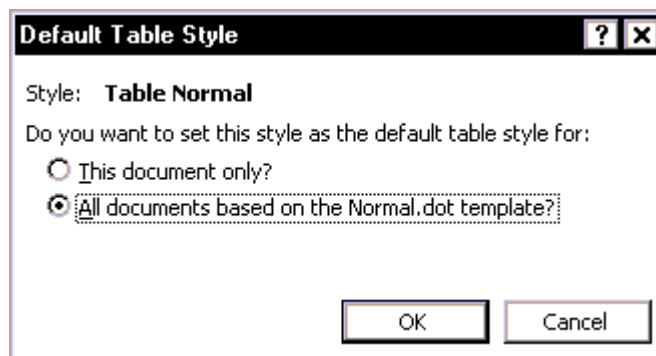 Default Table Style
Style: Table Normal
Do you want to set this style as the default table style for:
This document only?
All documents based on the Normal.dot template?
OK Cancel